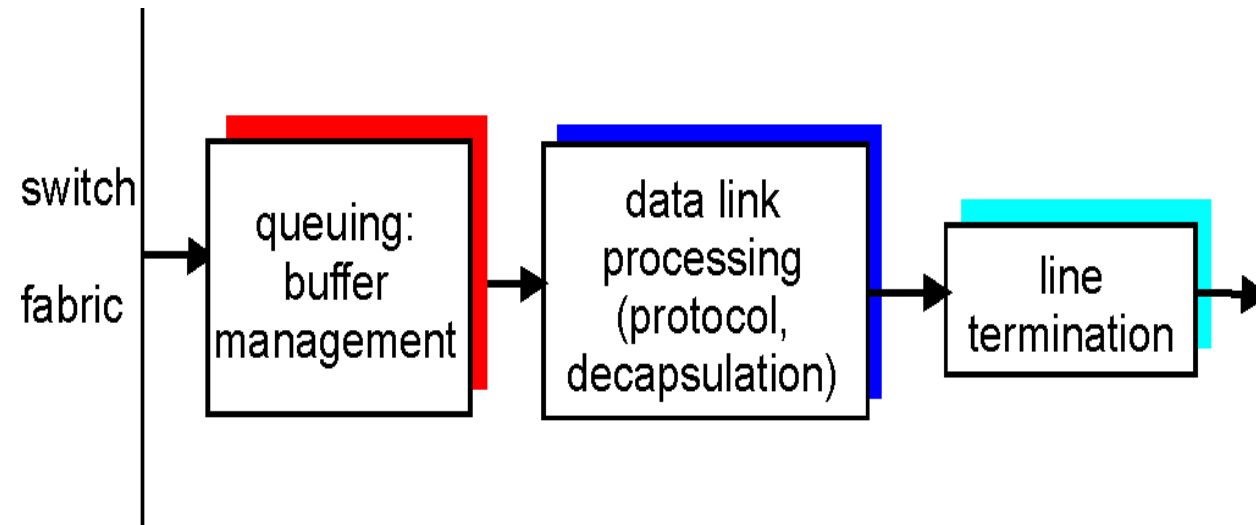 switch
fabric
queuing:
buffer
management
data link
processing
(protocol,
decapsulation)
line
termination